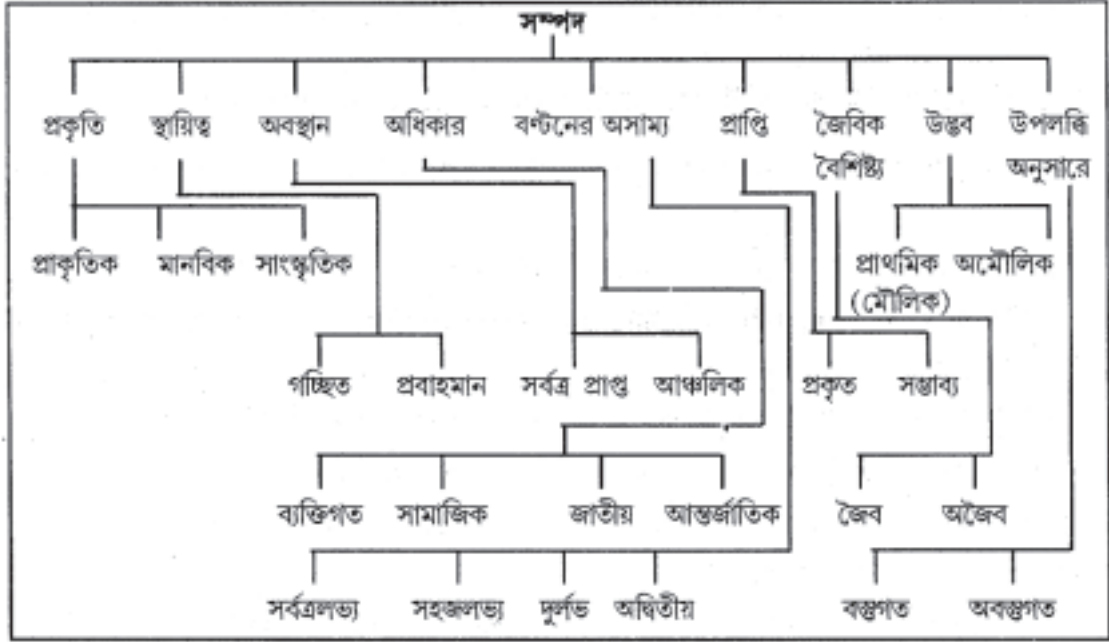 সম্পদ
প্রকৃতি স্থায়িত্ব অবস্থান অধিকার বণ্টনের অসাম্য প্রাপ্তি জৈবিক উদ্ভব উপলব্ধি
বৈশিষ্ট্য অনুসারে
প্রাকৃতিক মানবিক সাংস্কৃতিক প্রাথমিক অমৌলিক
(মৌলিক)
গচ্ছিত প্রবাহমান সর্বত্র প্রাপ্ত আঞ্চলিক প্রকৃত সম্ভাব্য
ব্যক্তিগত সামাজিক জাতীয় আন্তর্জাতিক জৈব অজৈব
সর্বত্রলভ্য সহজলভ্য দুর্লভ অদ্বিতীয় বস্তুগত অবস্তুগত